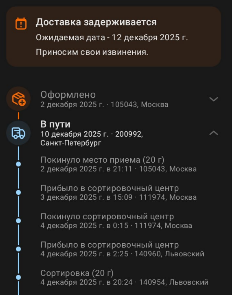 Доставка задерживается
Ожидаемая дата - 12 декабря 2025 г.
Приносим свои извинения.
Оформлено
2 декабря 2025 г. · 105043, Москва
В пути
10 декабря 2025 г. · 200992,
Санкт-Петербург
Покинуло место приема (20 г)
2 декабря 2025 г. в 21:11 · 105043, Москва
Прибыло в сортировочный центр
3 декабря 2025 г. в 15:09 · 111974, Москва
Покинуло сортировочный центр
4 декабря 2025 г. в 0:15 · 111974, Москва
Прибыло в сортировочный центр
4 декабря 2025 г. в 2:25 · 140960, Львовский
Сортировка (20 г)
4 декабря 2025 г. в 20:24 · 140954, Львовский